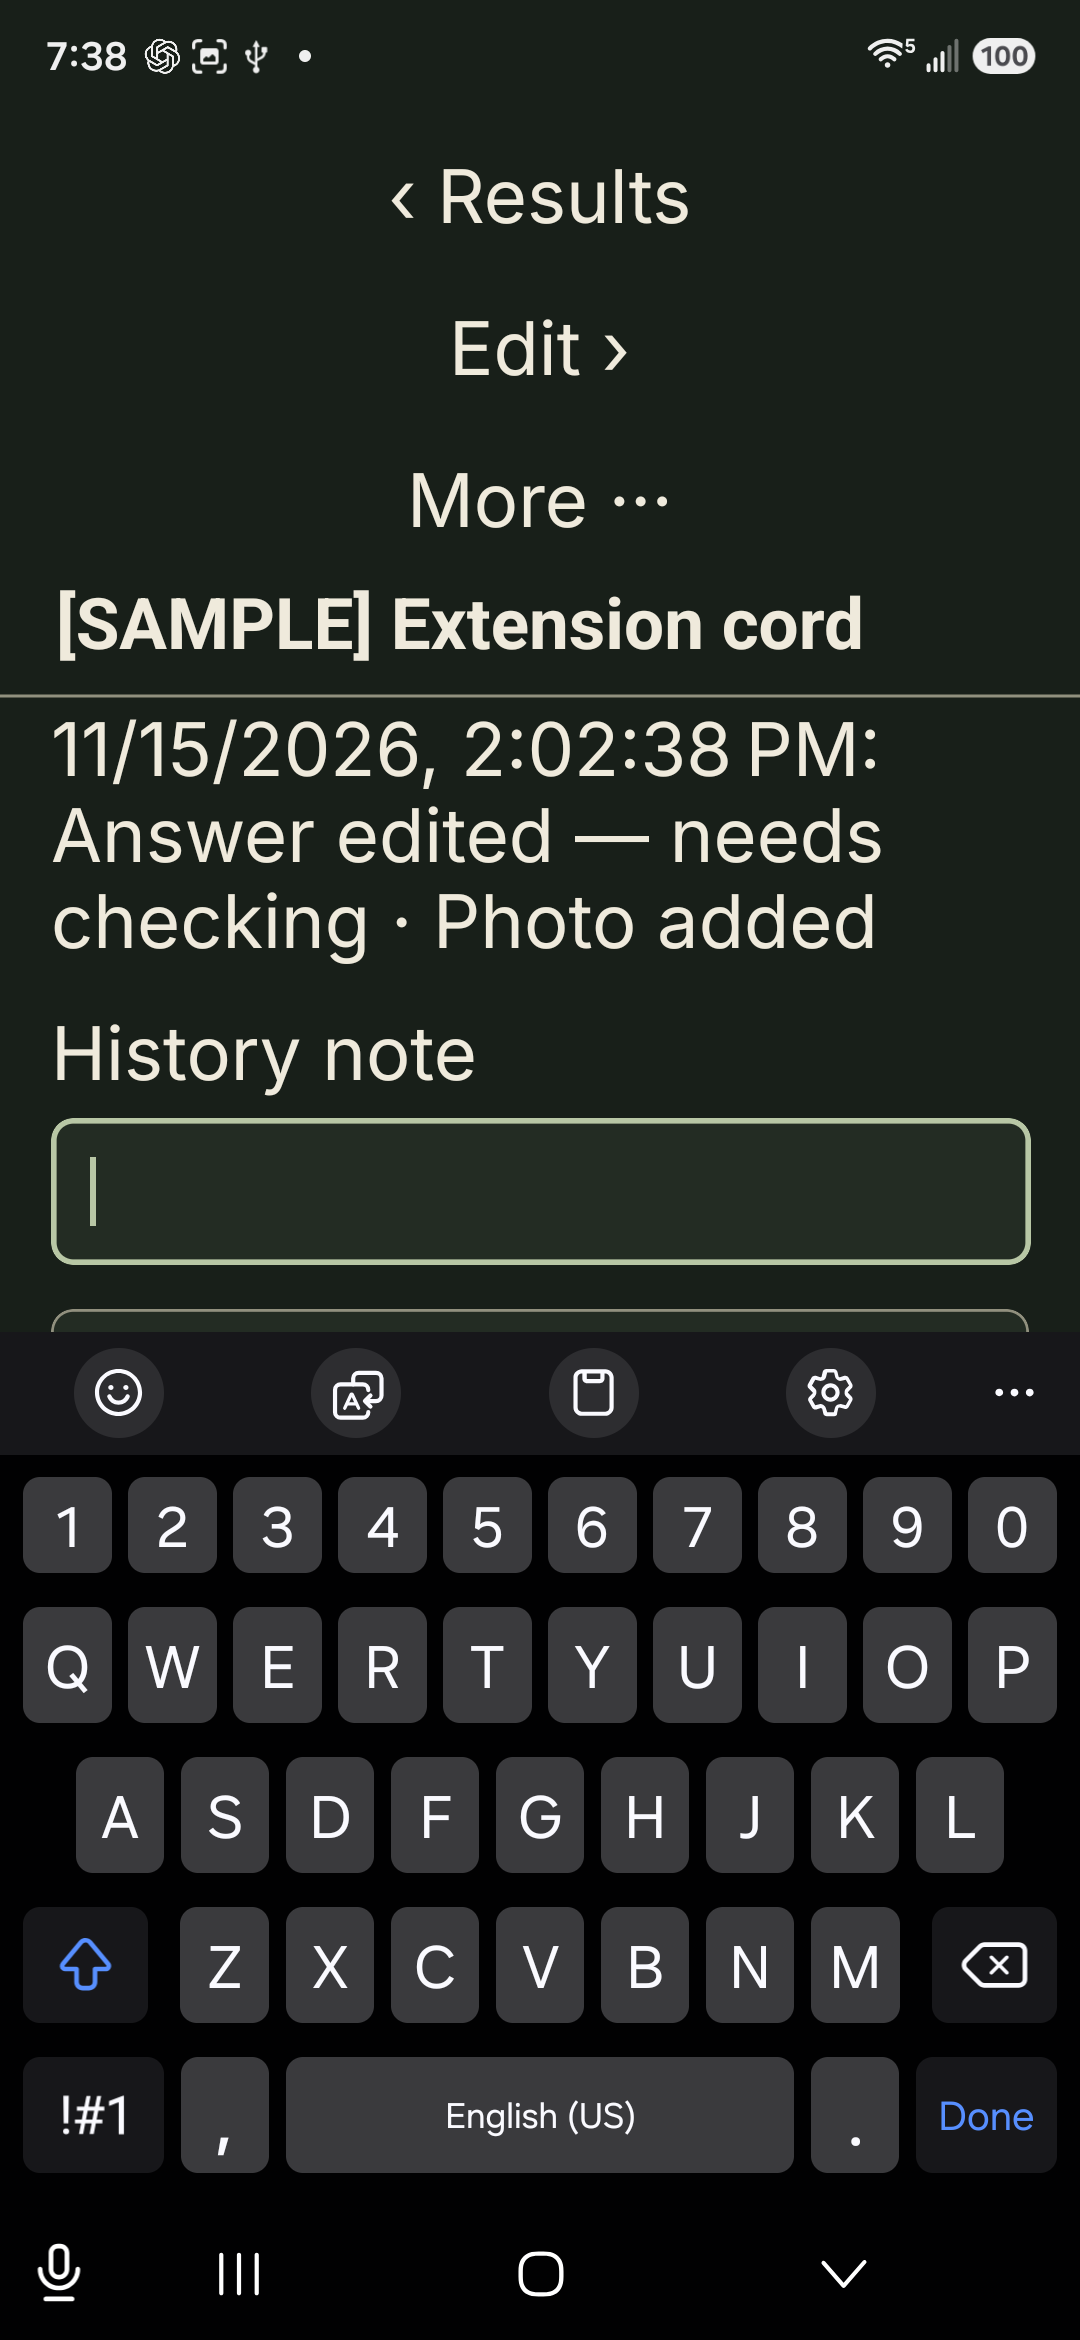 7:38
5
100
‹ Results
Edit ›
More ···
[SAMPLE] Extension cord
11/15/2026, 2:02:38 PM:
Answer edited — needs
checking · Photo added
History note
A
1 2 3 4 5 6 7 8 9 0
Q W E R T Y U I O P
A S D F G H J K L
Z X C V B N M
!#1 , English (US) . Done